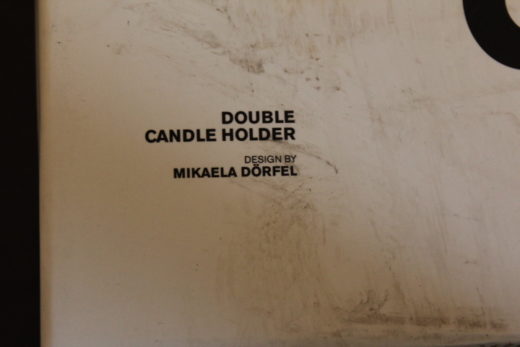 DOUBLE
CANDLE HOLDER
DESIGN BY
MIKAELA DÖRFEL